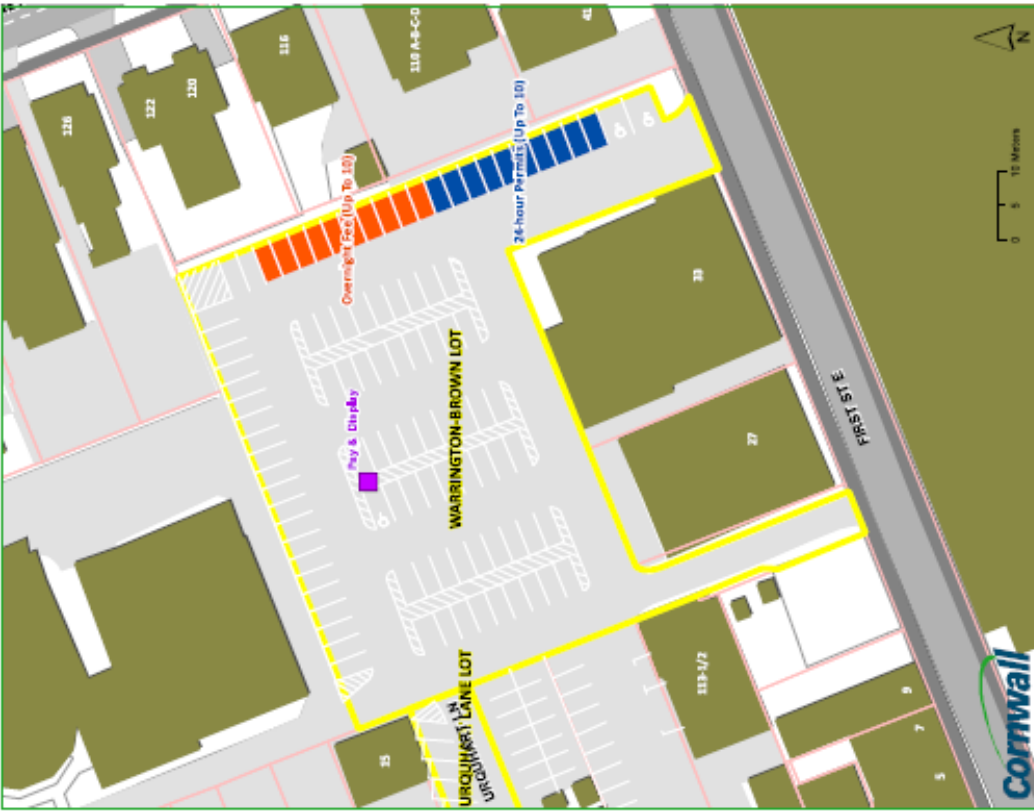 126
122
120
116
110 A-B-C-D
41
Overnight Fee (Up To 10)
24-hour Permits (Up To 10)
Pay & Display
WARRINGTON-BROWN LOT
33
27
FIRST ST E
URQUHART LANE LOT
URQUHART LN
15
113-1/2
9
7
5
0 5 10 Meters
N
Cornwall